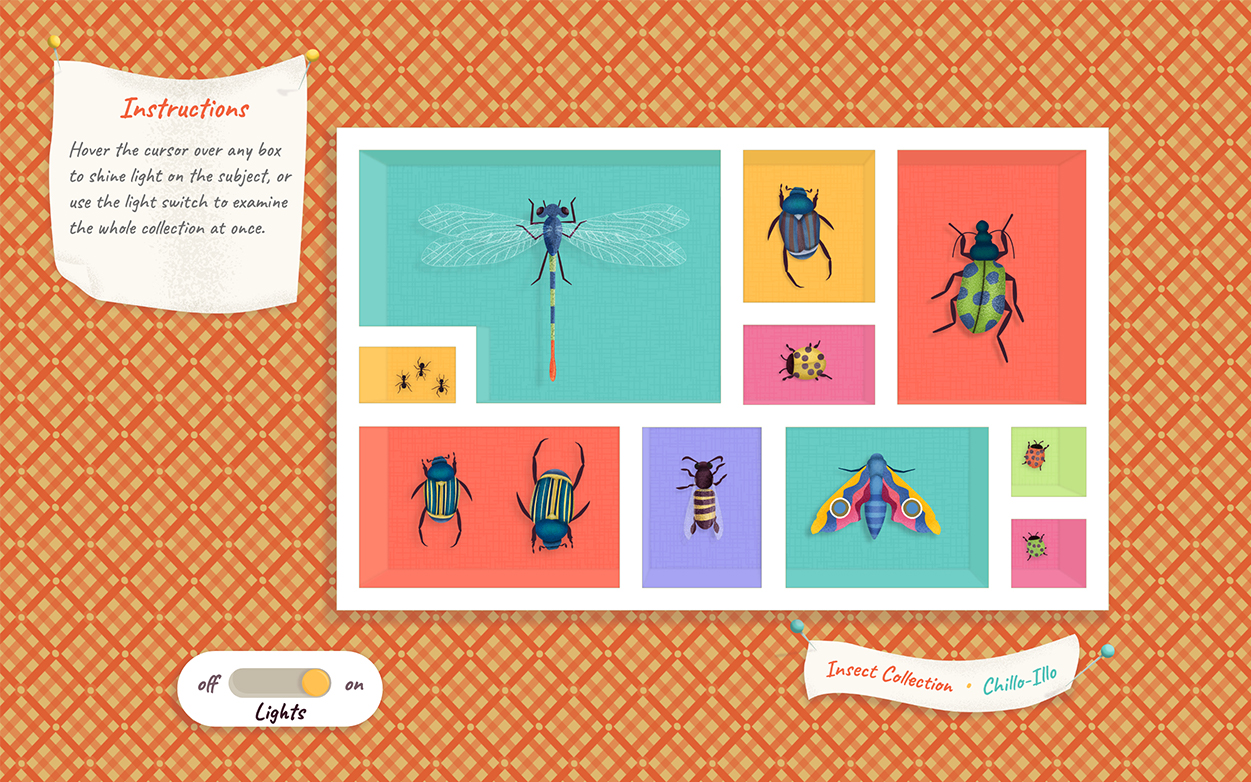 Instructions
Hover the cursor over any box
to shine light on the subject, or
use the light switch to examine
the whole collection at once.
off on
Lights
Insect Collection • Chillo-Illo